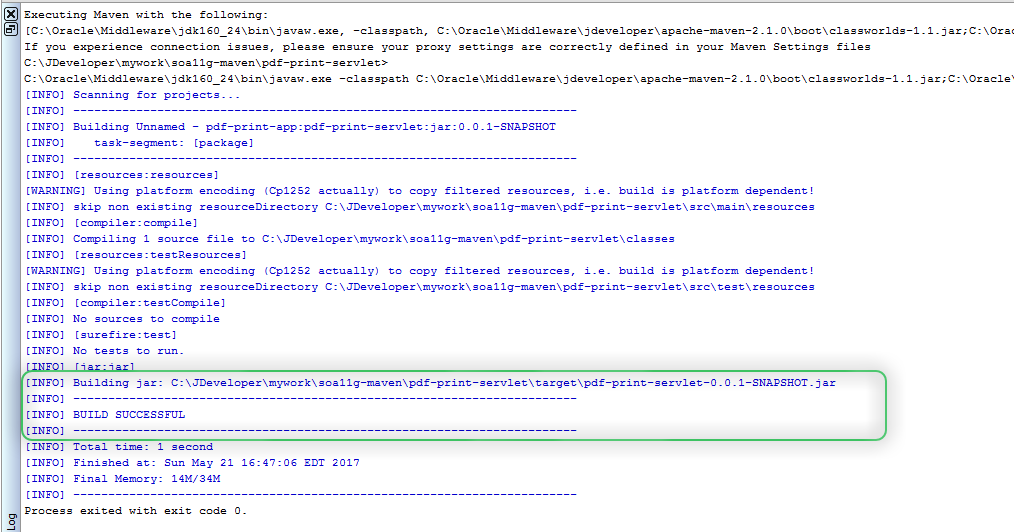 Executing Maven with the following:
[C:\Oracle\Middleware\jdk160_24\bin\javaw.exe, -classpath, C:\Oracle\Middleware\jdeveloper\apache-maven-2.1.0\boot\classworlds-1.1.jar;C:\Orac
If you experience connection issues, please ensure your proxy settings are correctly defined in your Maven Settings files
C:\JDeveloper\mywork\soa11g-maven\pdf-print-servlet>
C:\Oracle\Middleware\jdk160_24\bin\javaw.exe -classpath C:\Oracle\Middleware\jdeveloper\apache-maven-2.1.0\boot\classworlds-1.1.jar;C:\Oracle\
[INFO] Scanning for projects...
[INFO] ------------------------------------------------------------------------
[INFO] Building Unnamed - pdf-print-app:pdf-print-servlet:jar:0.0.1-SNAPSHOT
[INFO]    task-segment: [package]
[INFO] ------------------------------------------------------------------------
[INFO] [resources:resources]
[WARNING] Using platform encoding (Cp1252 actually) to copy filtered resources, i.e. build is platform dependent!
[INFO] skip non existing resourceDirectory C:\JDeveloper\mywork\soa11g-maven\pdf-print-servlet\src\main\resources
[INFO] [compiler:compile]
[INFO] Compiling 1 source file to C:\JDeveloper\mywork\soa11g-maven\pdf-print-servlet\classes
[INFO] [resources:testResources]
[WARNING] Using platform encoding (Cp1252 actually) to copy filtered resources, i.e. build is platform dependent!
[INFO] skip non existing resourceDirectory C:\JDeveloper\mywork\soa11g-maven\pdf-print-servlet\src\test\resources
[INFO] [compiler:testCompile]
[INFO] No sources to compile
[INFO] [surefire:test]
[INFO] No tests to run.
[INFO] [jar:jar]
[INFO] Building jar: C:\JDeveloper\mywork\soa11g-maven\pdf-print-servlet\target\pdf-print-servlet-0.0.1-SNAPSHOT.jar
[INFO] ------------------------------------------------------------------------
[INFO] BUILD SUCCESSFUL
[INFO] ------------------------------------------------------------------------
[INFO] Total time: 1 second
[INFO] Finished at: Sun May 21 16:47:06 EDT 2017
[INFO] Final Memory: 14M/34M
[INFO] ------------------------------------------------------------------------
Process exited with exit code 0.
Log